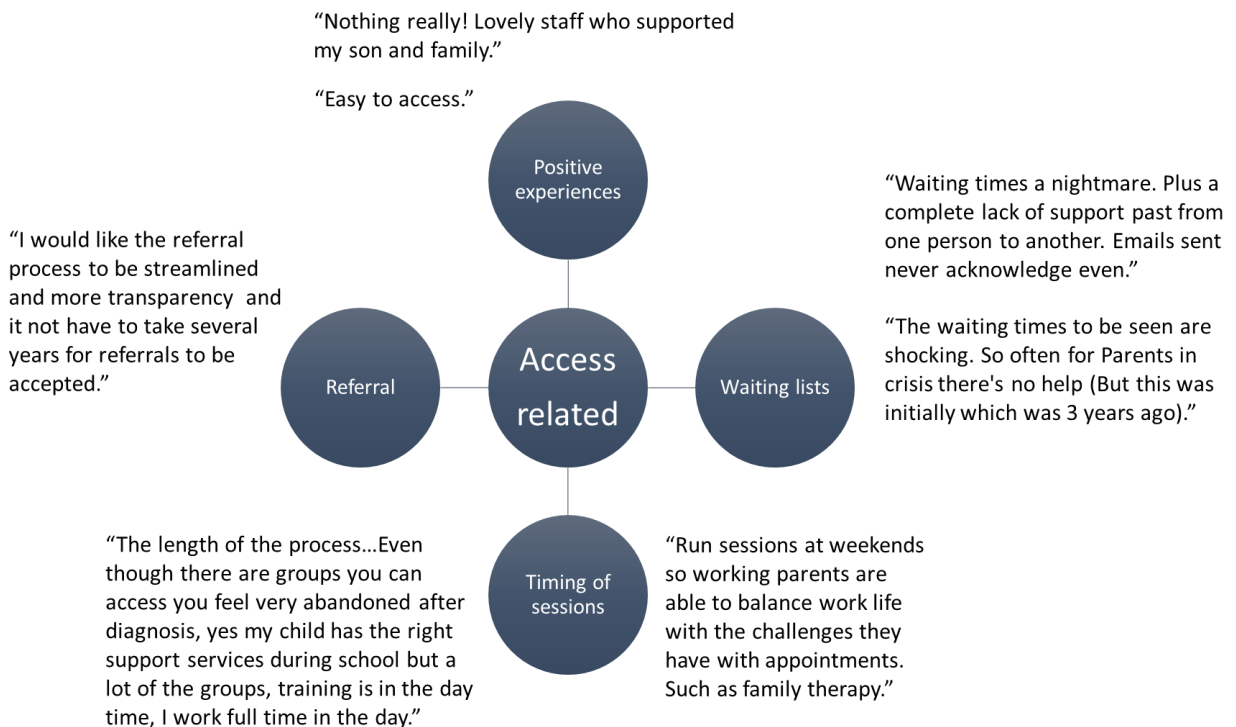 “Nothing really! Lovely staff who supported
my son and family.”
“Easy to access.”
Positive
experiences
“Waiting times a nightmare. Plus a
complete lack of support past from
one person to another. Emails sent
never acknowledge even.”
“The waiting times to be seen are
shocking. So often for Parents in
crisis there's no help (But this was
initially which was 3 years ago).”
“I would like the referral
process to be streamlined
and more transparency  and
it not have to take several
years for referrals to be
accepted.”
Referral
Access
related
Waiting lists
“The length of the process...Even
though there are groups you can
access you feel very abandoned after
diagnosis, yes my child has the right
support services during school but a
lot of the groups, training is in the day
time, I work full time in the day.”
Timing of
sessions
“Run sessions at weekends
so working parents are
able to balance work life
with the challenges they
have with appointments.
Such as family therapy.”